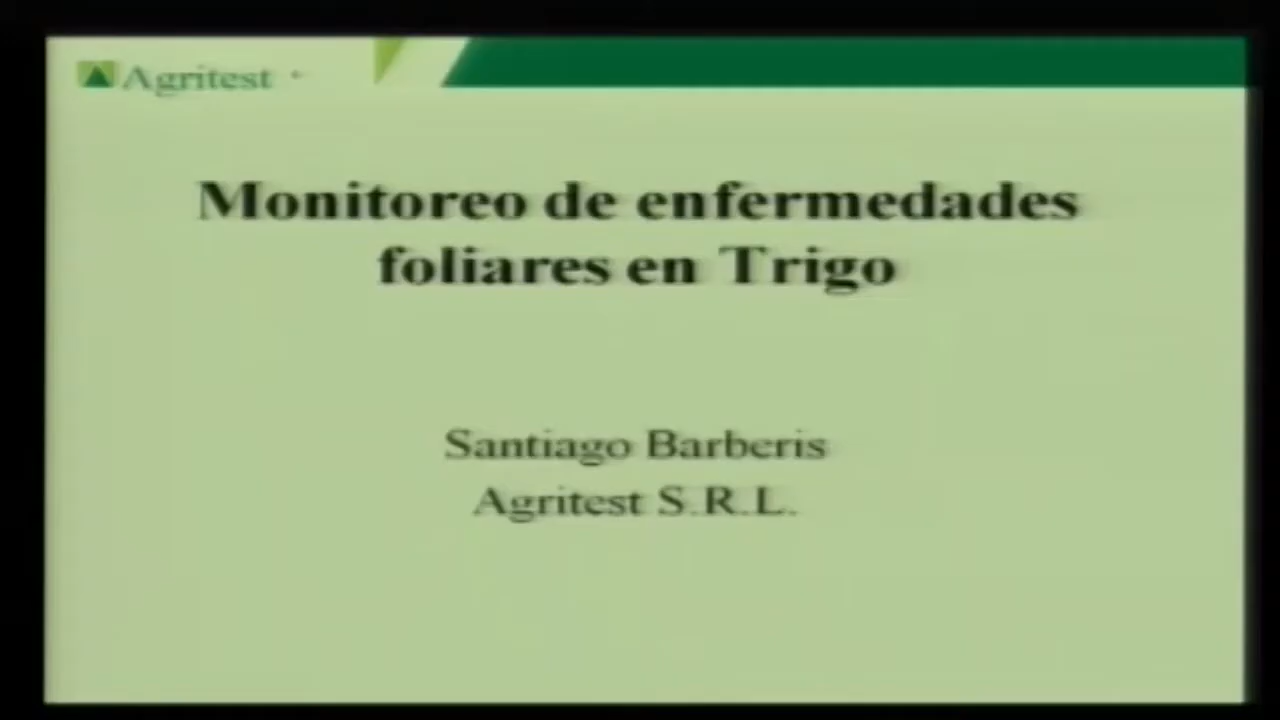 Agritest
Monitoreo de enfermedades
foliares en Trigo
Santiago Barberis
Agritest S.R.L.